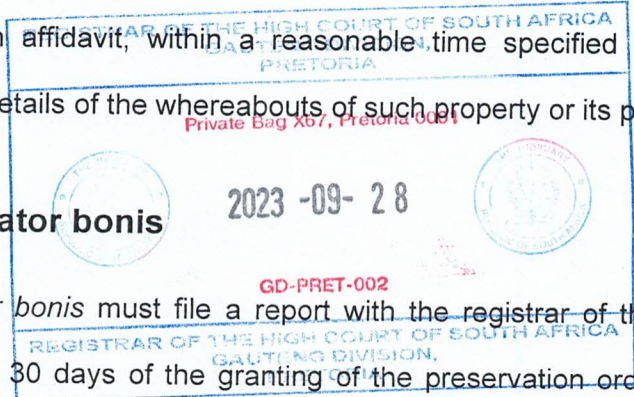 REGISTRAR OF THE HIGH COURT OF SOUTH AFRICA
affidavit, within a reasonable time specified
GAUTENG DIVISION,
PRETORIA
etails of the whereabouts of such property or its p
Private Bag X67, Pretoria 0001
2023 -09- 28
ator bonis
GD-PRET-002
bonis must file a report with the registrar of th
REGISTRAR OF THE HIGH COURT OF SOUTH AFRICA
GAUTENG DIVISION,
30 days of the granting of the preservation ord